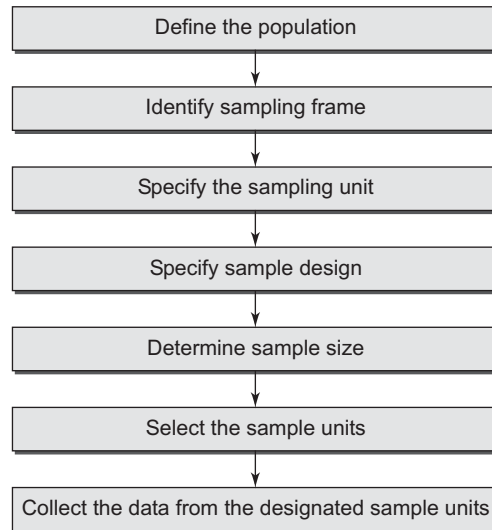 Define the population
Identify sampling frame
Specify the sampling unit
Specify sample design
Determine sample size
Select the sample units
Collect the data from the designated sample units